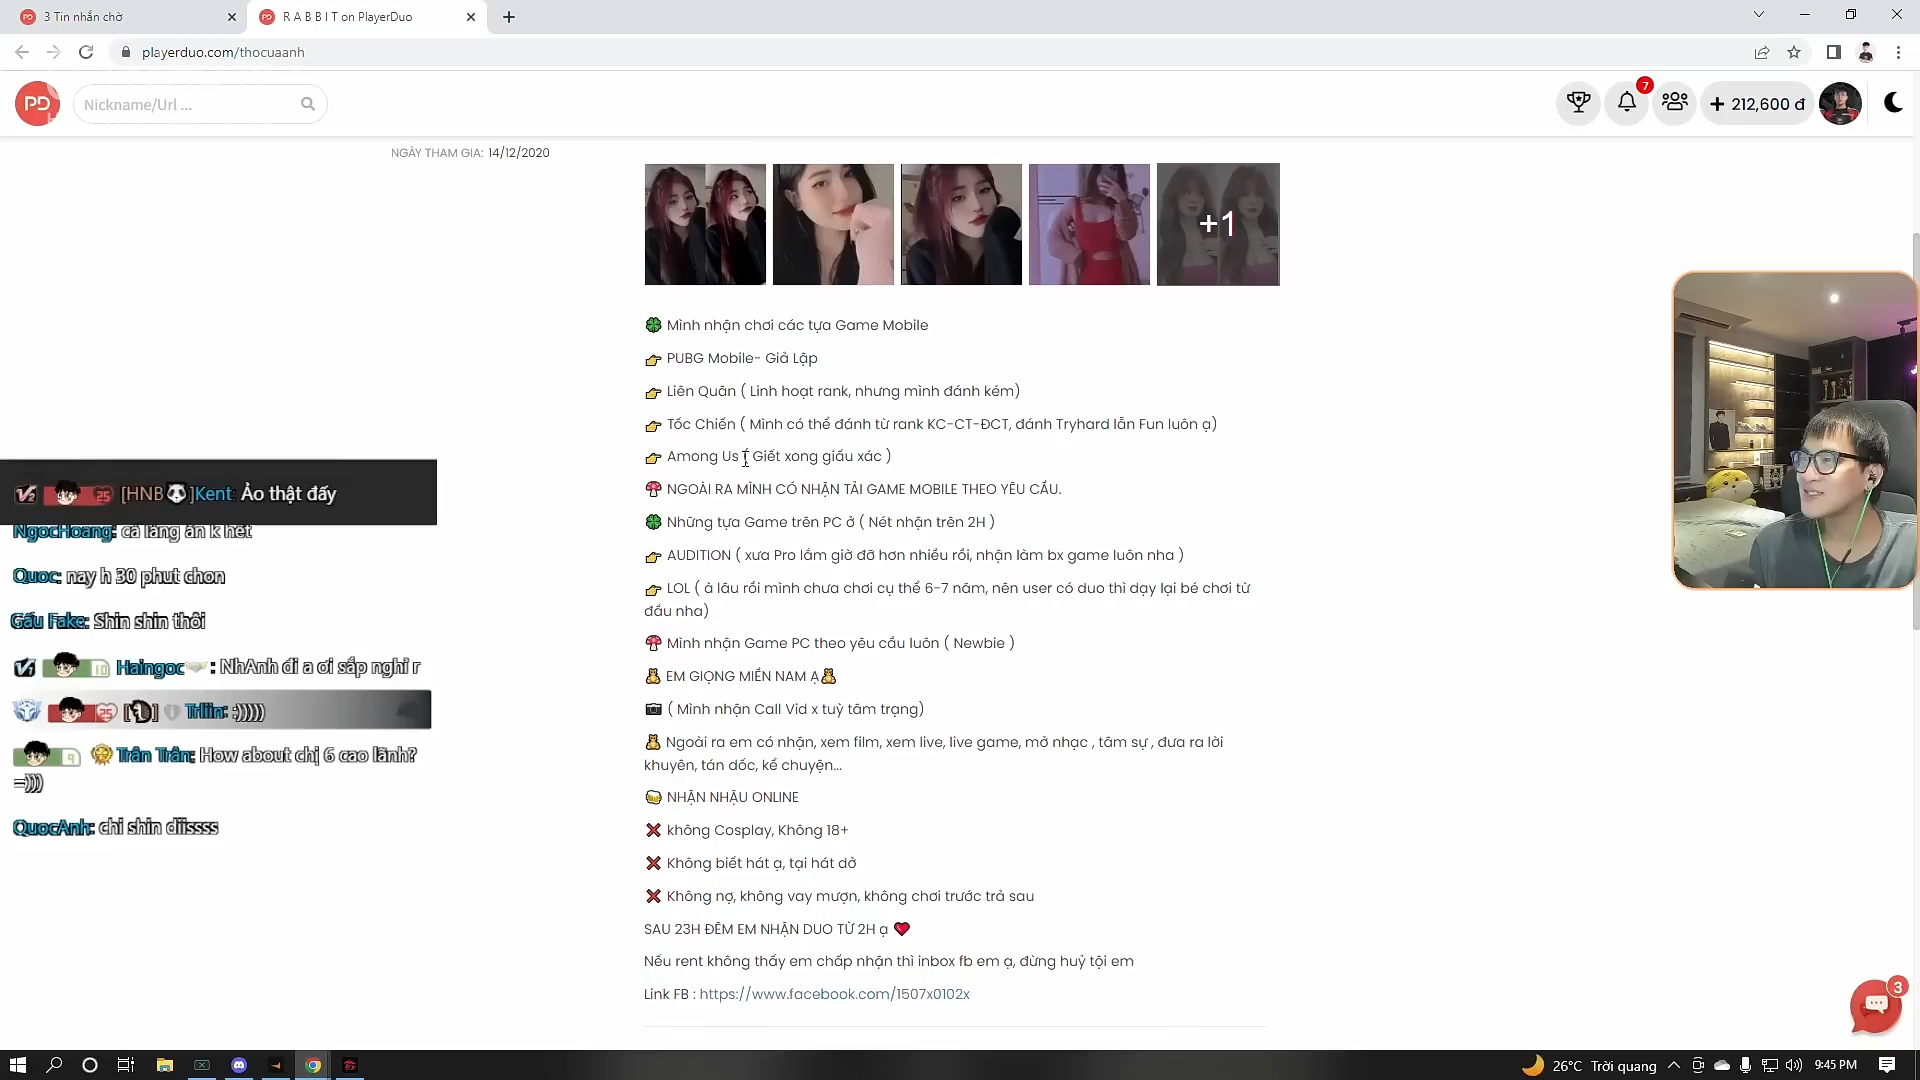 3 Tin nhắn chờ
R A B B I T on PlayerDuo
playerduo.com/thocuaanh
PD
Nickname/Url ...
7
+ 212,600 đ
NGÀY THAM GIA: 14/12/2020
+1
Mình nhận chơi các tựa Game Mobile
PUBG Mobile- Giả Lập
Liên Quân ( Linh hoạt rank, nhưng mình đánh kém)
Tốc Chiến ( Mình có thể đánh từ rank KC-CT-ĐCT, đánh Tryhard lẫn Fun luôn ạ)
Among Us ( Giết xong giấu xác )
NGOÀI RA MÌNH CÓ NHẬN TẢI GAME MOBILE THEO YÊU CẦU.
Những tựa Game trên PC ở ( Nét nhận trên 2H )
AUDITION ( xưa Pro lắm giờ đỡ hơn nhiều rồi, nhận làm bx game luôn nha )
LOL ( à lâu rồi mình chưa chơi cụ thể 6-7 năm, nên user có duo thì dạy lại bé chơi từ
đầu nha)
Mình nhận Game PC theo yêu cầu luôn ( Newbie )
EM GIỌNG MIỀN NAM Ạ
( Mình nhận Call Vid x tuỳ tâm trạng)
Ngoài ra em có nhận, xem film, xem live, live game, mở nhạc , tâm sự , đưa ra lời
khuyên, tán dốc, kể chuyện...
NHẬN NHẬU ONLINE
không Cosplay, Không 18+
Không biết hát ạ, tại hát dở
Không nợ, không vay mượn, không chơi trước trả sau
SAU 23H ĐÊM EM NHẬN DUO TỪ 2H ạ
Nếu rent không thấy em chấp nhận thì inbox fb em ạ, đừng huỷ tội em
Link FB : https://www.facebook.com/1507x0102x
25 [HNB]Kent: Ảo thật đấy
NgocHoang: cả làng ăn k hết
Quoc: nay h 30 phut chon
Gấu Fake: Shin shin thôi
10 Haingoc: NhAnh đi a ơi sắp nghỉ r
25 Trliin: :)))))
9 Trân Trân: How about chị 6 cao lãnh?
=)))
QuocAnh: chi shin diissss
3
26°C Trời quang
9:45 PM